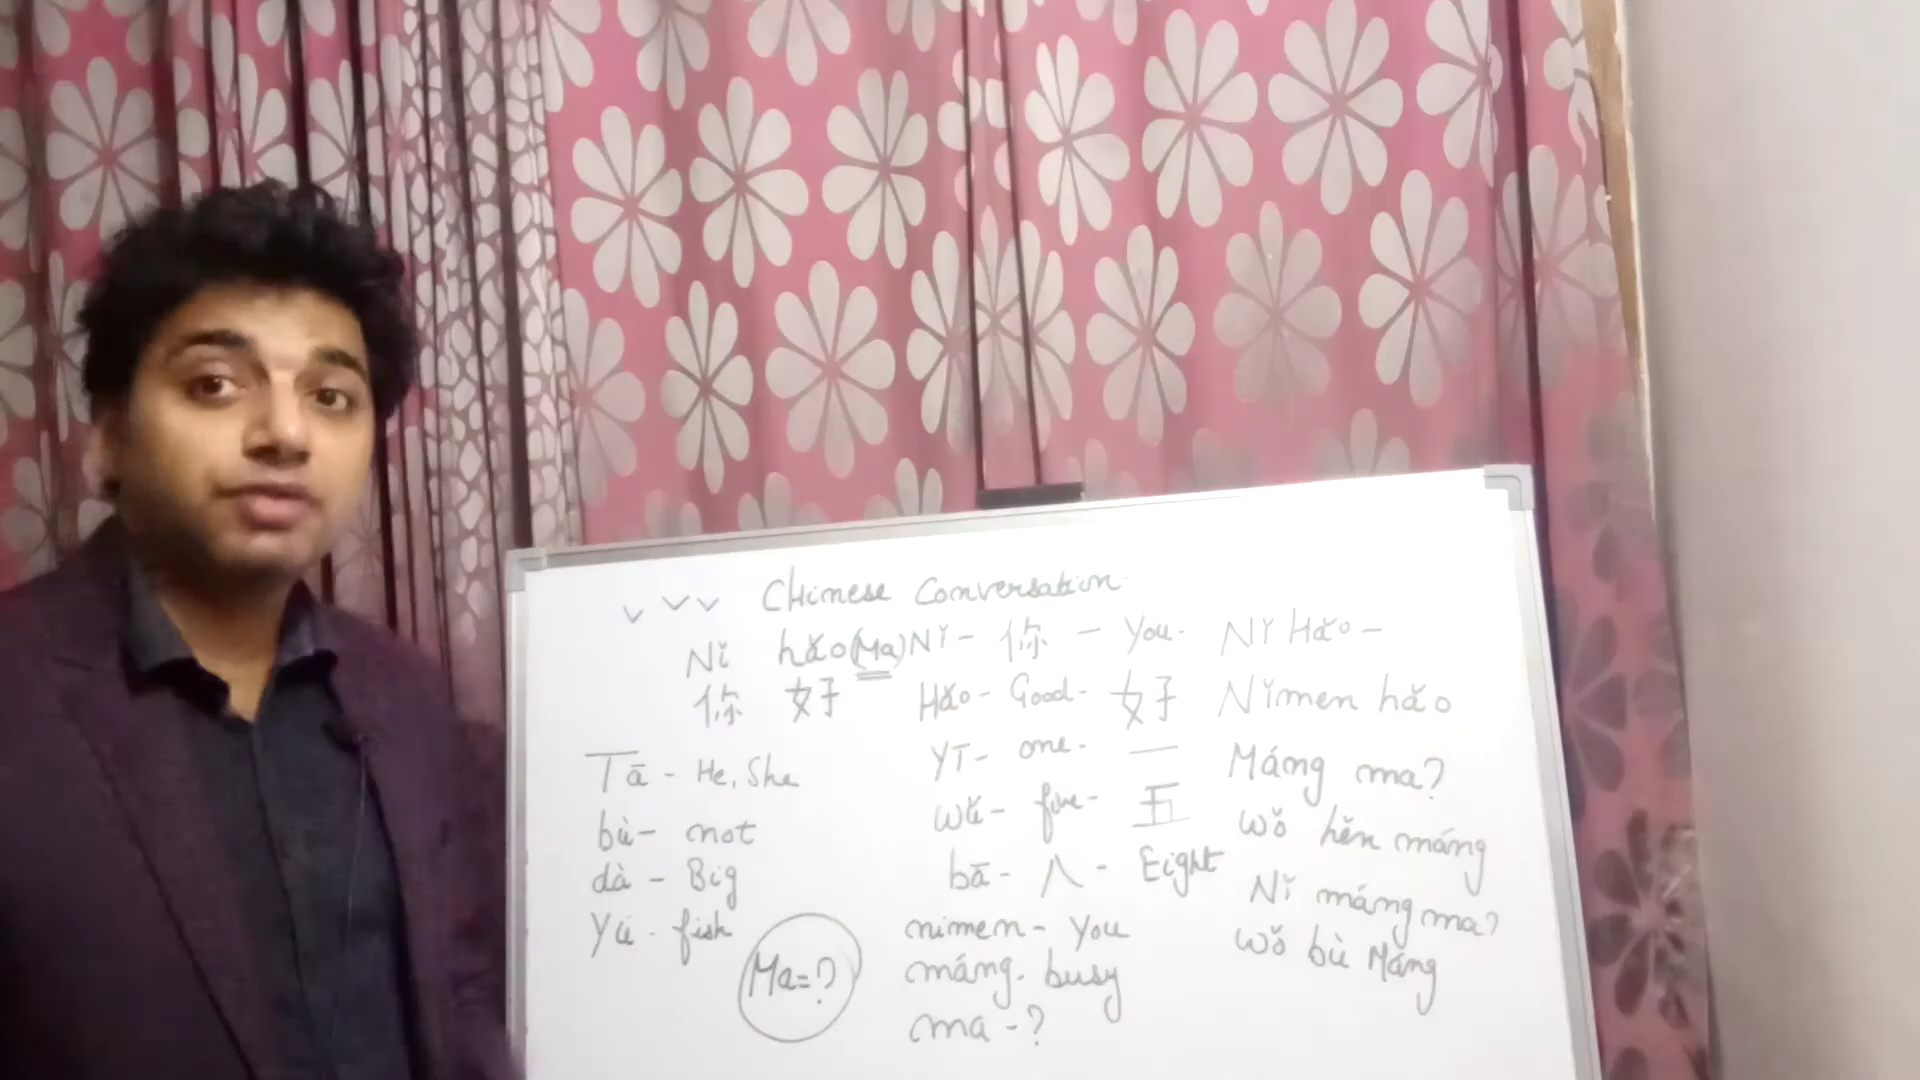 Chinese Conversation
Nǐ hǎo (Ma)
你 好
Tā - He, She
bù - not
dà - Big
Yú - fish
Ma = ?
Nǐ - 你 - You.
Hǎo - Good - 好
Yī - one - 一
wǔ - five - 五
bā - 八 - Eight
nimen - You
máng - busy
ma - ?
Nǐ Hǎo -
Nǐmen hǎo
Máng ma?
wǒ hěn máng
Nǐ máng ma?
wǒ bù Máng